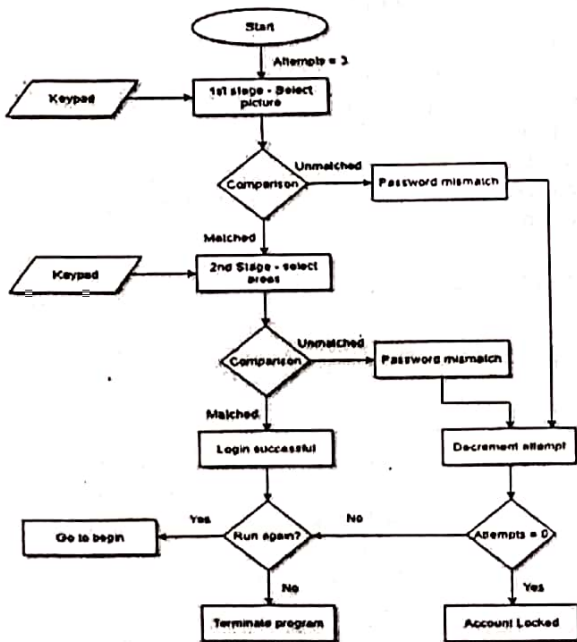 Start
Attempts = 3
Keypad
1st stage - Select
picture
Unmatched
Comparison
Password mismatch
Matched
Keypad
2nd Stage - select
areas
Unmatched
Comparison
Password mismatch
Matched
Login successful
Decrement attempt
Yes
No
Go to begin
Run again?
Attempts = 0
No
Yes
Terminate program
Account Locked